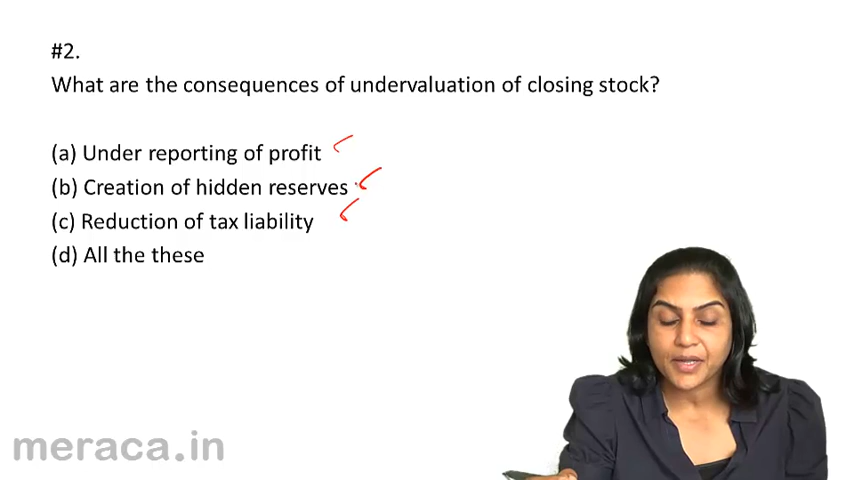 #2.
What are the consequences of undervaluation of closing stock?
(a) Under reporting of profit
(b) Creation of hidden reserves
(c) Reduction of tax liability
(d) All the these
meraca.in